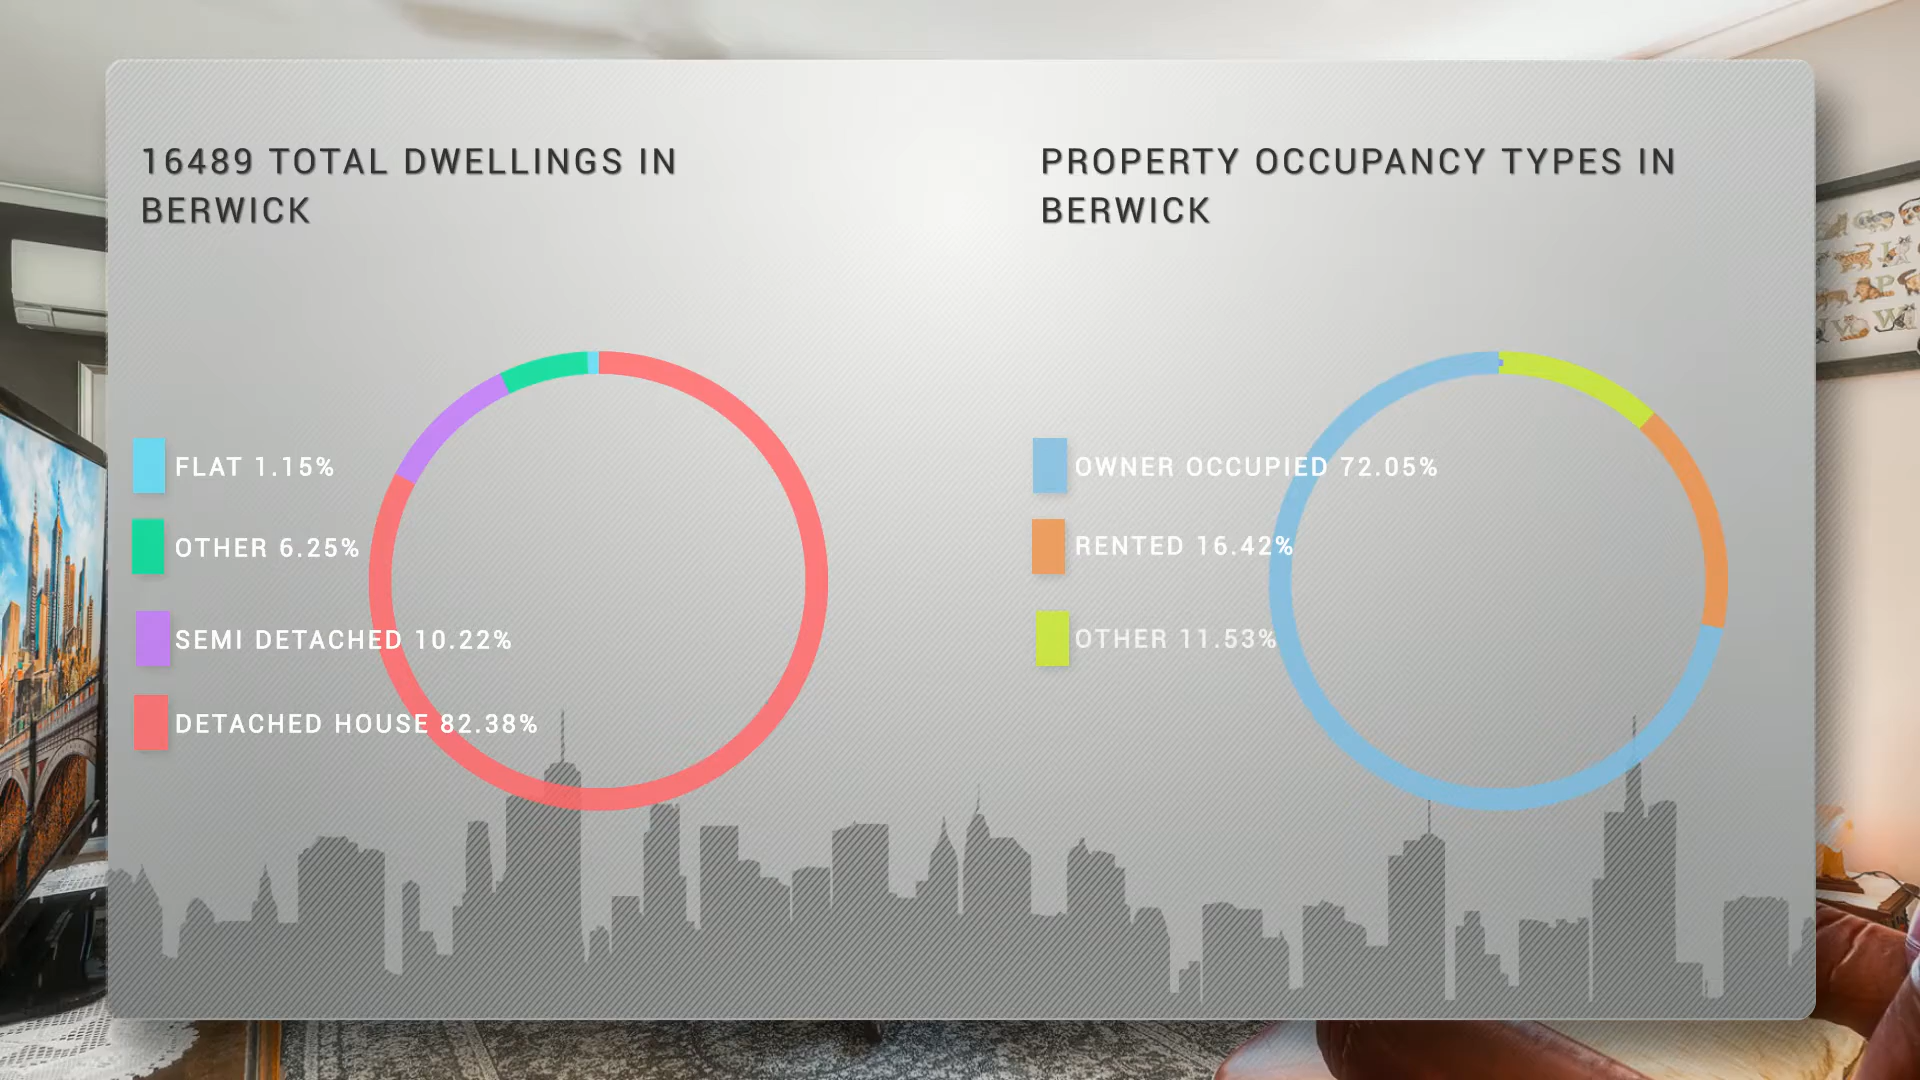 16489 TOTAL DWELLINGS IN
BERWICK
FLAT 1.15%
OTHER 6.25%
SEMI DETACHED 10.22%
DETACHED HOUSE 82.38%
PROPERTY OCCUPANCY TYPES IN
BERWICK
OWNER OCCUPIED 72.05%
RENTED 16.42%
OTHER 11.53%